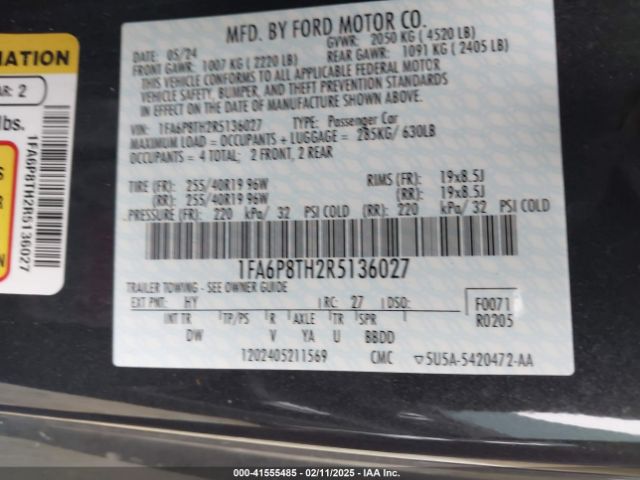 MATION
AR: 2
lbs.
S
R
N
1FA6P8TH2R5136027
MFD. BY FORD MOTOR CO.
DATE: 05/24 GVWR: 2050 KG ( 4520 LB)
FRONT GAWR: 1007 KG ( 2220 LB) REAR GAWR: 1091 KG ( 2405 LB)
THIS VEHICLE CONFORMS TO ALL APPLICABLE FEDERAL MOTOR
VEHICLE SAFETY, BUMPER, AND THEFT PREVENTION STANDARDS
IN EFFECT ON THE DATE OF MANUFACTURE SHOWN ABOVE.
VIN: 1FA6P8TH2R5136027 TYPE: Passenger Car
MAXIMUM LOAD = OCCUPANTS + LUGGAGE = 285KG/ 630LB
OCCUPANTS = 4 TOTAL; 2 FRONT, 2 REAR
TIRE (FR): 255/40R19 96W RIMS (FR): 19x8.5J
(RR): 255/40R19 96W (RR): 19x8.5J
PRESSURE (FR): 220 kPa/ 32 PSI COLD (RR): 220 kPa/ 32 PSI COLD
1FA6P8TH2R5136027
TRAILER TOWING - SEE OWNER GUIDE
EXT PNT: HY RC: 27 DSO: F0071
INT TR TP/PS R AXLE TR SPR R0205
DW V YA U BBDD
1202405211569 CMC 5U5A-5420472-AA
000-41555485 - 02/11/2025 - IAA Inc.